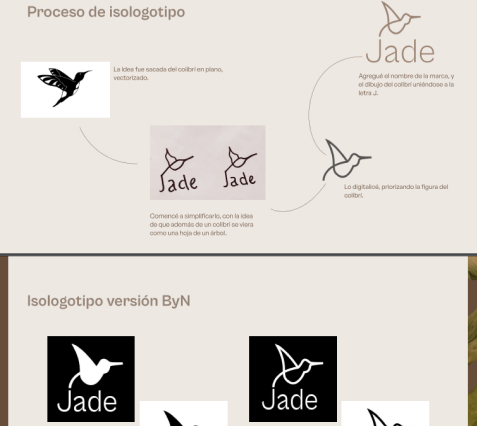 Proceso de isologotipo
La idea fue sacada del colibrí en plano,
vectorizado.
Jade
Agregué el nombre de la marca, y
el dibujo del colibrí uniéndose a la
letra J.
Jade
Jade
Lo digitalicé, priorizando la figura del
colibrí.
Comencé a simplificarlo, con la idea
de que además de un colibrí se viera
como una hoja de un árbol.
Isologotipo versión ByN
Jade
Jade